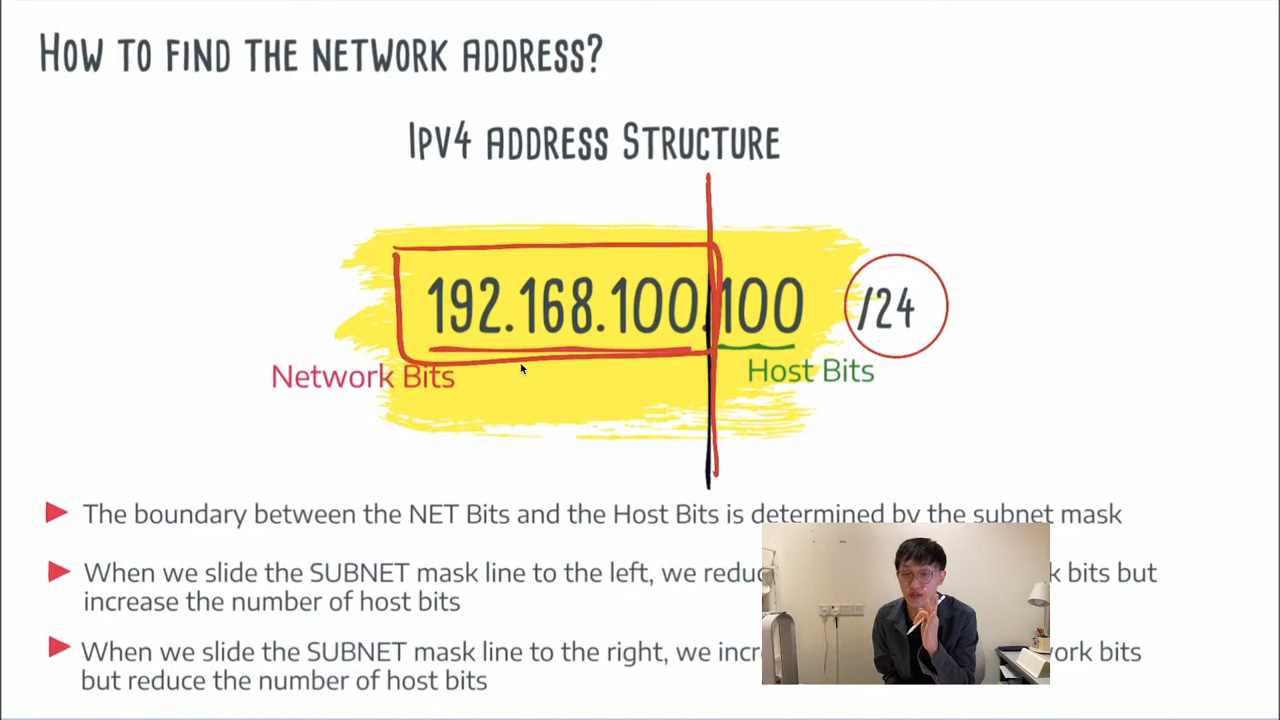 HOW TO FIND THE NETWORK ADDRESS?
IPV4 ADDRESS STRUCTURE
192.168.100.100 /24
Network Bits
Host Bits
The boundary between the NET Bits and the Host Bits is determined by the subnet mask
When we slide the SUBNET mask line to the left, we bits but
increase the number of host bits
When we slide the SUBNET mask line to the right, we bits
but reduce the number of host bits